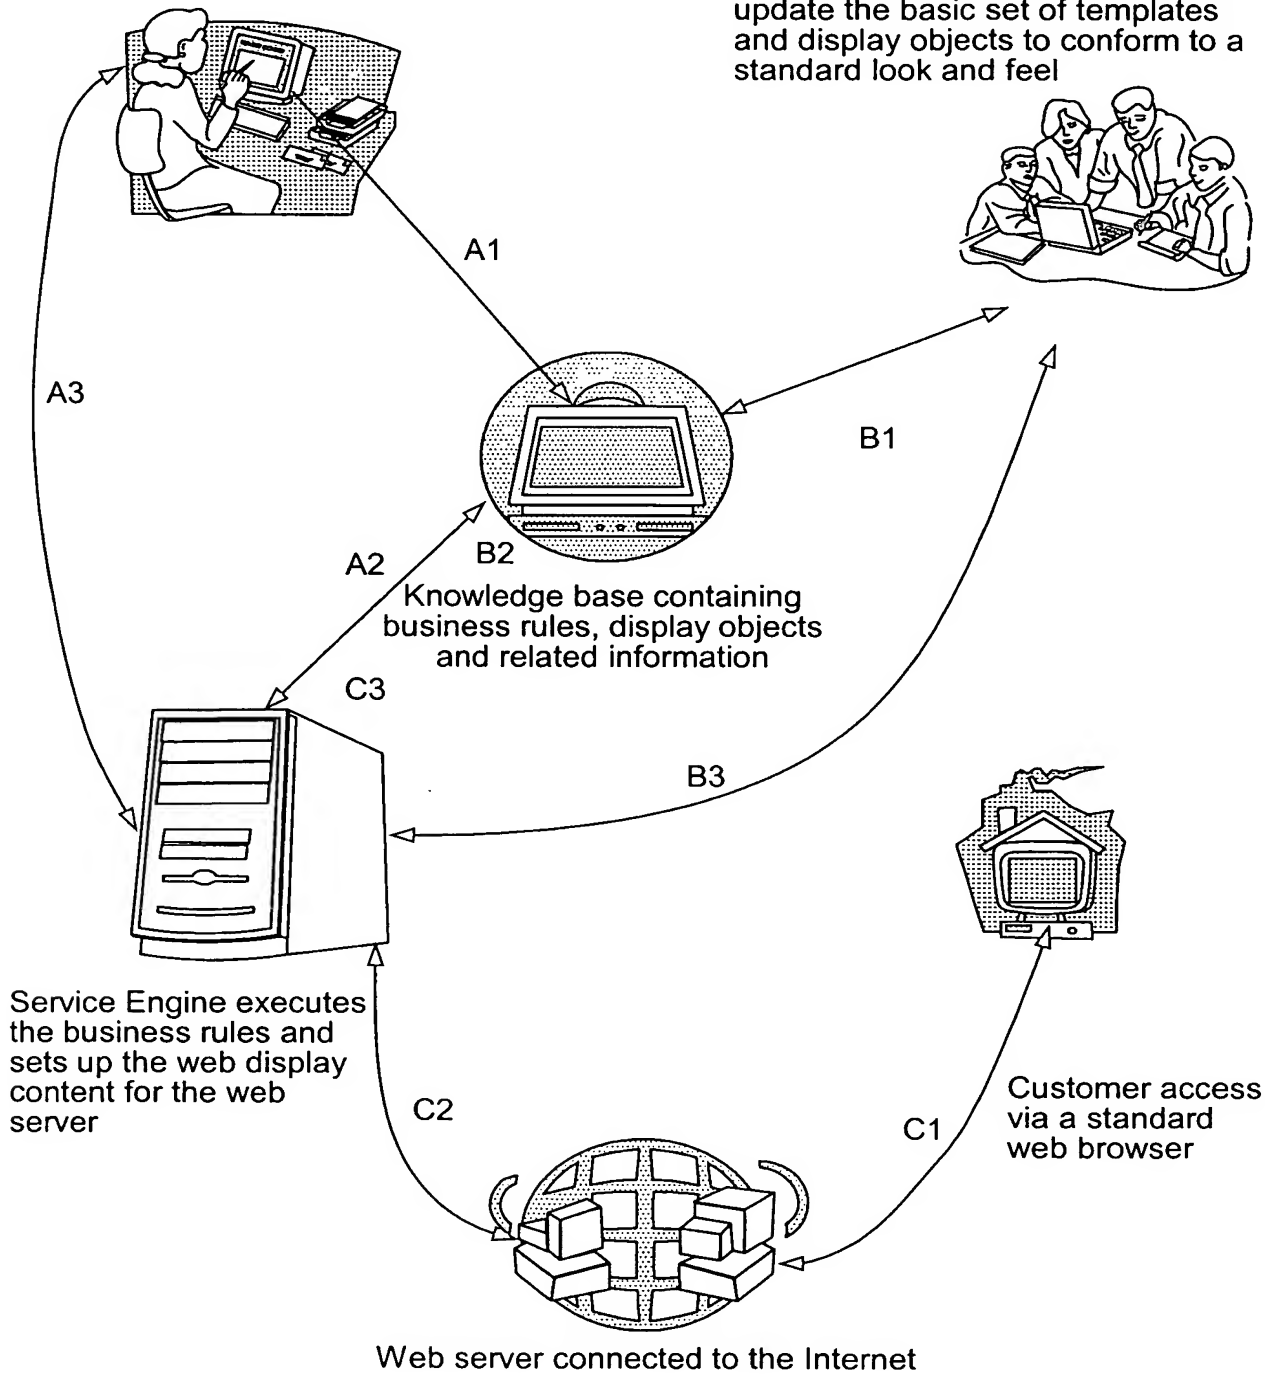 update the basic set of templates
and display objects to conform to a
standard look and feel
A1
A3
B1
A2
B2
Knowledge base containing
business rules, display objects
and related information
C3
B3
Service Engine executes
the business rules and
sets up the web display
content for the web
server
C2
C1
Customer access
via a standard
web browser
Web server connected to the Internet